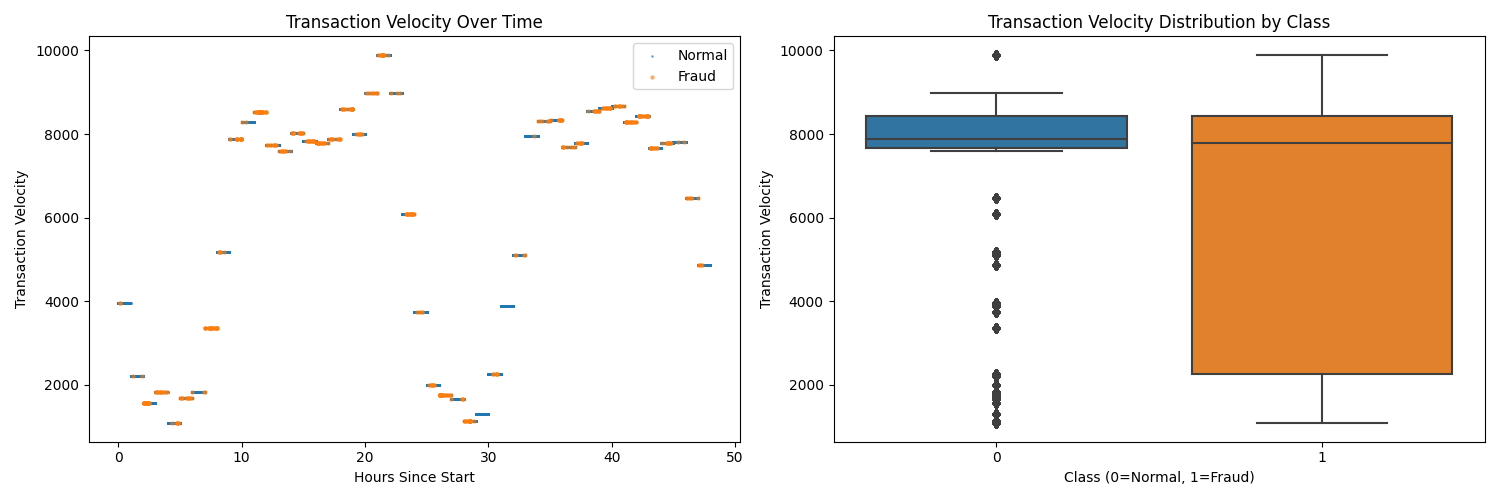 Transaction Velocity Over Time
Transaction Velocity
10000
8000
6000
4000
2000
0
10
20
30
40
50
Hours Since Start
Normal
Fraud
Transaction Velocity Distribution by Class
Transaction Velocity
10000
8000
6000
4000
2000
0
1
Class (0=Normal, 1=Fraud)